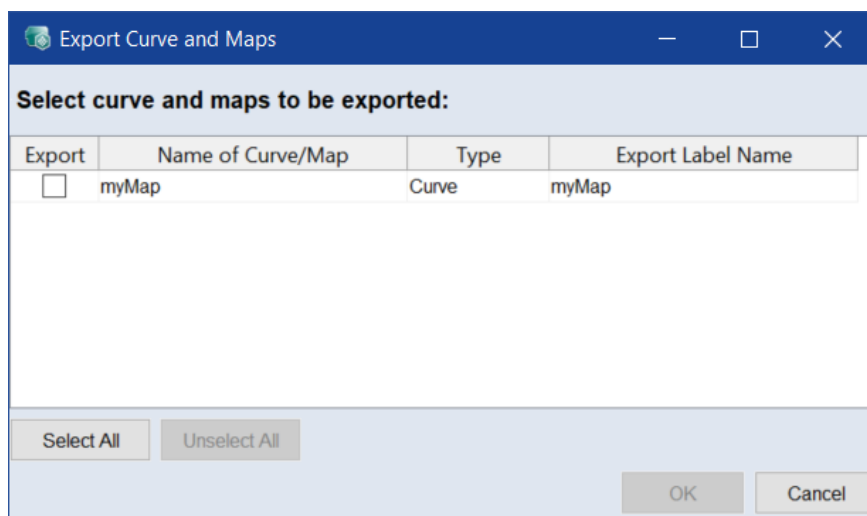 Export Curve and Maps
Select curve and maps to be exported:
Export Name of Curve/Map Type Export Label Name
myMap Curve myMap
Select All Unselect All
OK Cancel